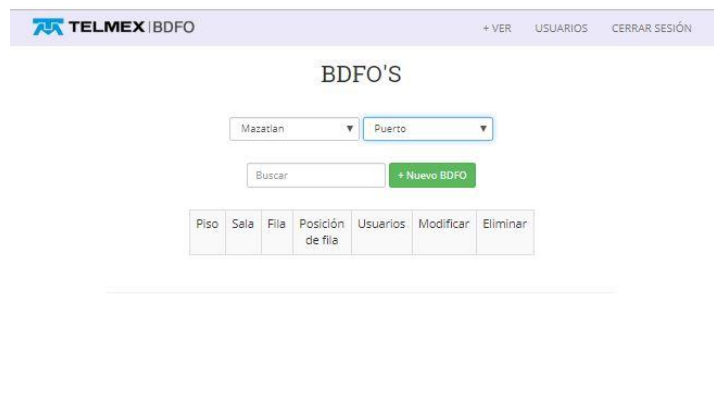 TELMEX | BDFO + VER USUARIOS CERRAR SESIÓN
BDFO'S
Mazatlan Puerto
Buscar + Nuevo BDFO
Piso Sala Fila Posición Usuarios Modificar Eliminar
de fila